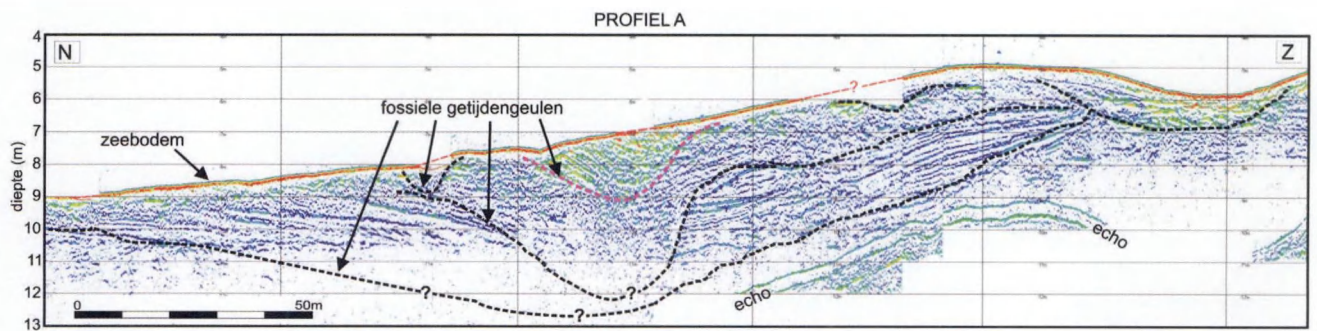 PROFIEL A
N
Z
4
5
6
7
8
9
10
11
12
13
diepte (m)
zeebodem
fossiele getijdengeulen
?
?
?
echo
echo
0
50m